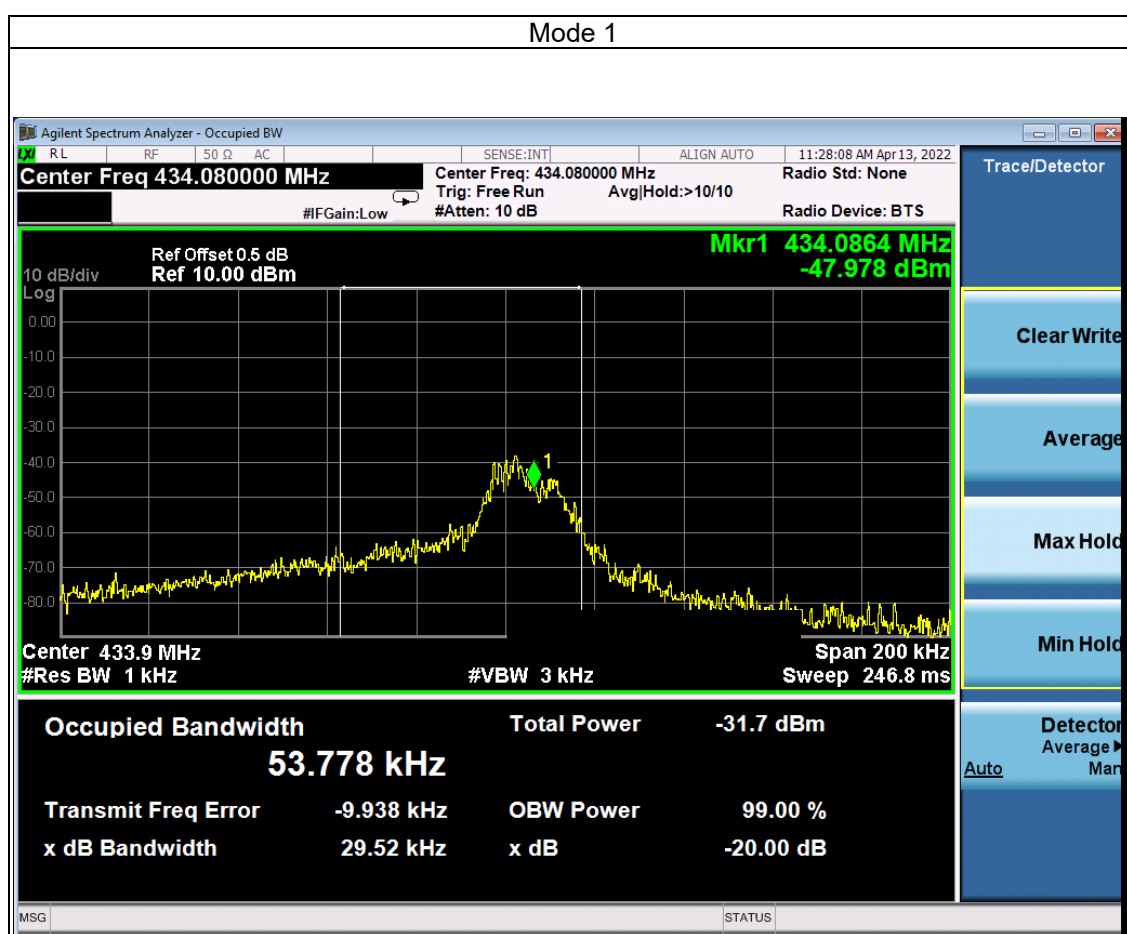 Mode 1
Agilent Spectrum Analyzer - Occupied BW
LXI RL RF 50 Ω AC SENSE:INT ALIGN AUTO 11:28:08 AM Apr 13, 2022
Center Freq 434.080000 MHz
Center Freq: 434.080000 MHz
Radio Std: None
Trig: Free Run Avg|Hold:>10/10
#IFGain:Low
#Atten: 10 dB
Radio Device: BTS
Trace/Detector
Mkr1 434.0864 MHz
-47.978 dBm
Ref Offset 0.5 dB
10 dB/div Ref 10.00 dBm
Log
0.00
-10.0
-20.0
-30.0
-40.0
-50.0
-60.0
-70.0
-80.0
1
Center 433.9 MHz Span 200 kHz
#Res BW 1 kHz #VBW 3 kHz Sweep 246.8 ms
Occupied Bandwidth Total Power -31.7 dBm
53.778 kHz
Transmit Freq Error -9.938 kHz OBW Power 99.00 %
x dB Bandwidth 29.52 kHz x dB -20.00 dB
Clear Write
Average
Max Hold
Min Hold
Detector
Average
Auto Man
MSG STATUS